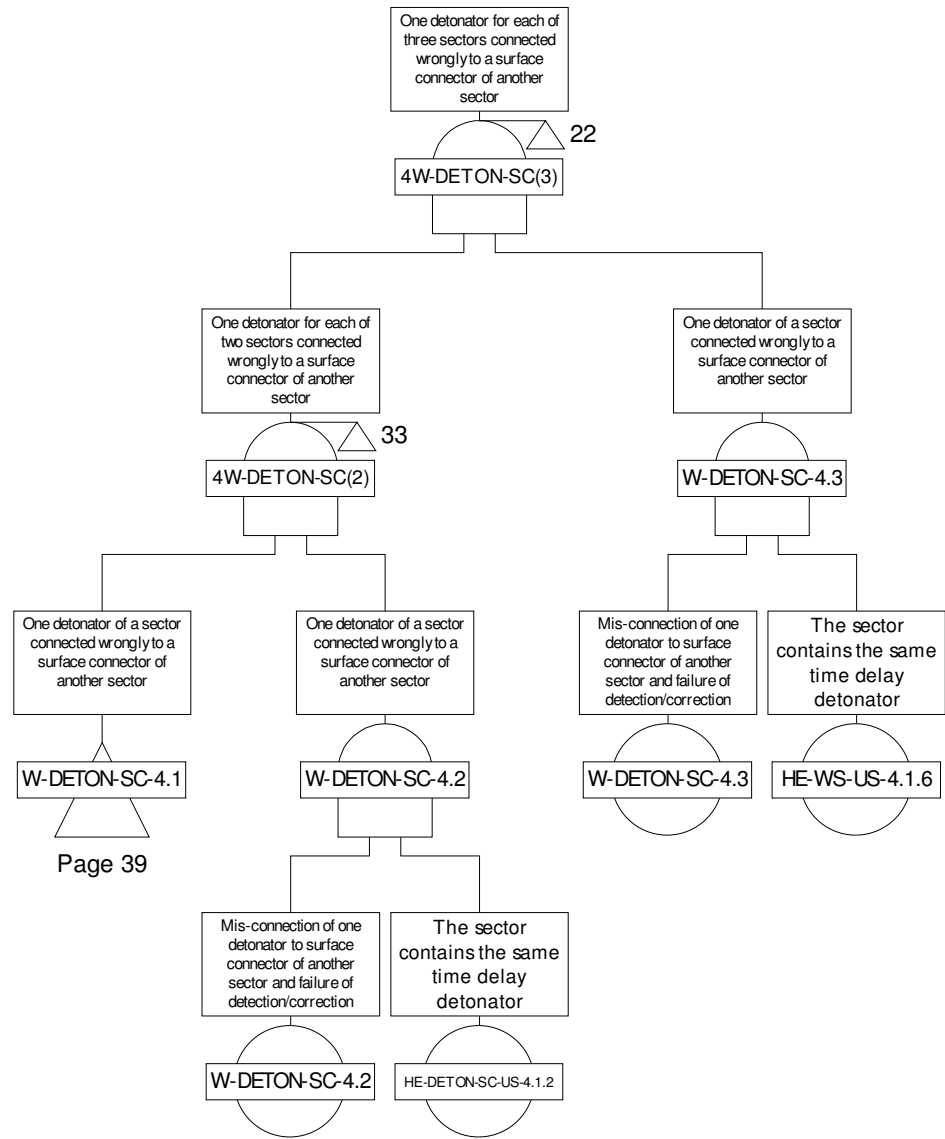 One detonator for each of
three sectors connected
wrongly to a surface
connector of another
sector
22
4W-DETON-SC(3)
One detonator for each of
two sectors connected
wrongly to a surface
connector of another
sector
33
4W-DETON-SC(2)
One detonator of a sector
connected wrongly to a
surface connector of
another sector
W-DETON-SC-4.3
One detonator of a sector
connected wrongly to a
surface connector of
another sector
W-DETON-SC-4.1
Page 39
One detonator of a sector
connected wrongly to a
surface connector of
another sector
W-DETON-SC-4.2
Mis-connection of one
detonator to surface
connector of another
sector and failure of
detection/correction
W-DETON-SC-4.3
The sector
contains the same
time delay
detonator
HE-WS-US-4.1.6
Mis-connection of one
detonator to surface
connector of another
sector and failure of
detection/correction
W-DETON-SC-4.2
The sector
contains the same
time delay
detonator
HE-DETON-SC-US-4.1.2